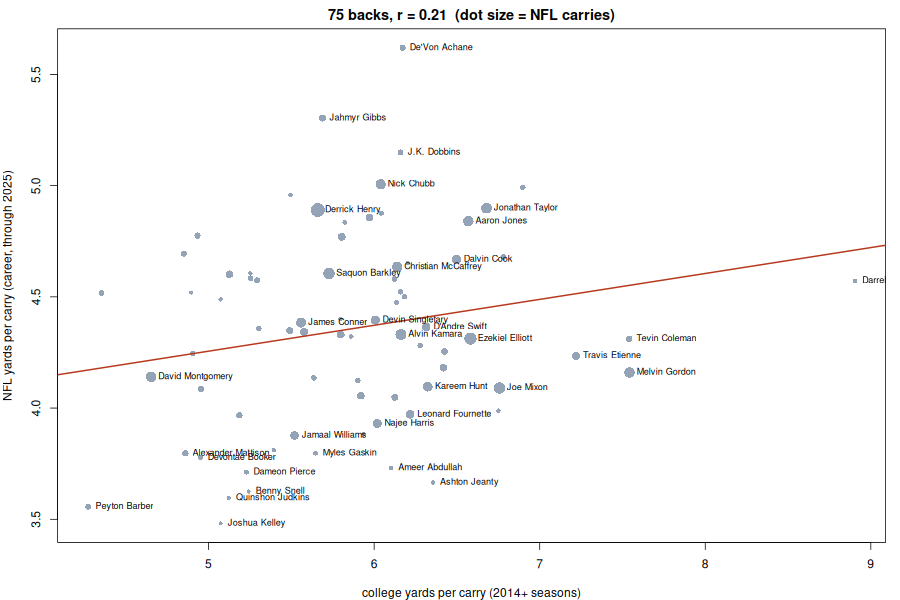 75 backs, r = 0.21 (dot size = NFL carries)
De'Von Achane
Jahmyr Gibbs
J.K. Dobbins
Nick Chubb
Derrick Henry
Jonathan Taylor
Aaron Jones
Dalvin Cook
Christian McCaffrey
Saquon Barkley
Darrel
James Conner
Devin Singletary
D'Andre Swift
Alvin Kamara
Ezekiel Elliott
Tevin Coleman
Travis Etienne
Melvin Gordon
David Montgomery
Kareem Hunt
Joe Mixon
Leonard Fournette
Najee Harris
Jamaal Williams
Alexander Mattison
Devontae Booker
Myles Gaskin
Dameon Pierce
Ameer Abdullah
Ashton Jeanty
Benny Snell
Quinshon Judkins
Peyton Barber
Joshua Kelley
5.5
5.0
4.5
4.0
3.5
NFL yards per carry (career, through 2025)
5 6 7 8 9
college yards per carry (2014+ seasons)